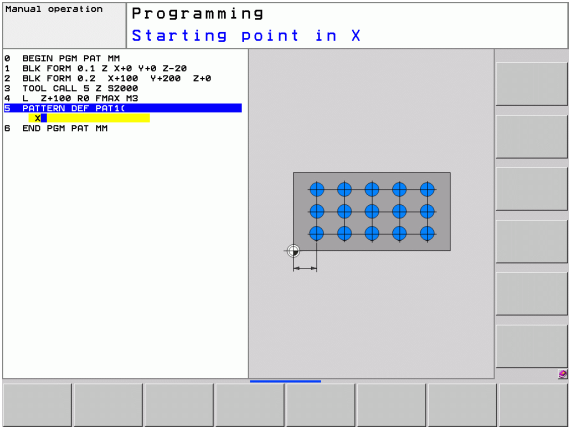 Manual operation
Programming
Starting point in X
0 BEGIN PGM PAT MM
1 BLK FORM 0.1 Z X+0 Y+0 Z-20
2 BLK FORM 0.2 X+100 Y+200 Z+0
3 TOOL CALL 5 Z S2000
4 L Z+100 R0 FMAX M3
5 PATTERN DEF PAT1(
X
6 END PGM PAT MM